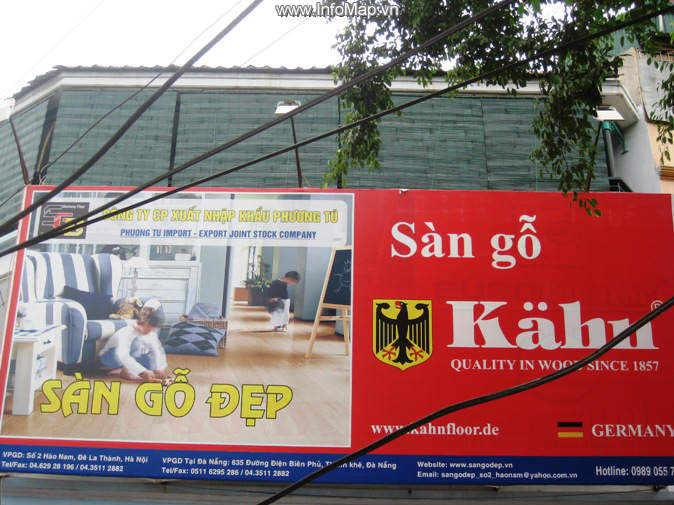 www.InfoMap.vn
CÔNG TY CP XUẤT NHẬP KHẨU PHƯƠNG TÚ
PHUONG TU IMPORT - EXPORT JOINT STOCK COMPANY
SÀN GỖ ĐẸP
Sàn gỗ
Kähn®
QUALITY IN WOOD SINCE 1857
www.kahnfloor.de
GERMANY
VPGD: Số 2 Hào Nam, Đê La Thành, Hà Nội
Tel/Fax: 04.629 28 196 / 04.3511 2882
VPGD Tại Đà Nẵng: 635 Đường Điện Biên Phủ, Thanh khê, Đà Nẵng
Tel/Fax: 0511 6295 286 / 04.3511 2882
Website: www.sangodep.vn
Email: sangodep_so2_haonam@yahoo.com.vn
Hotline: 0989 055 7